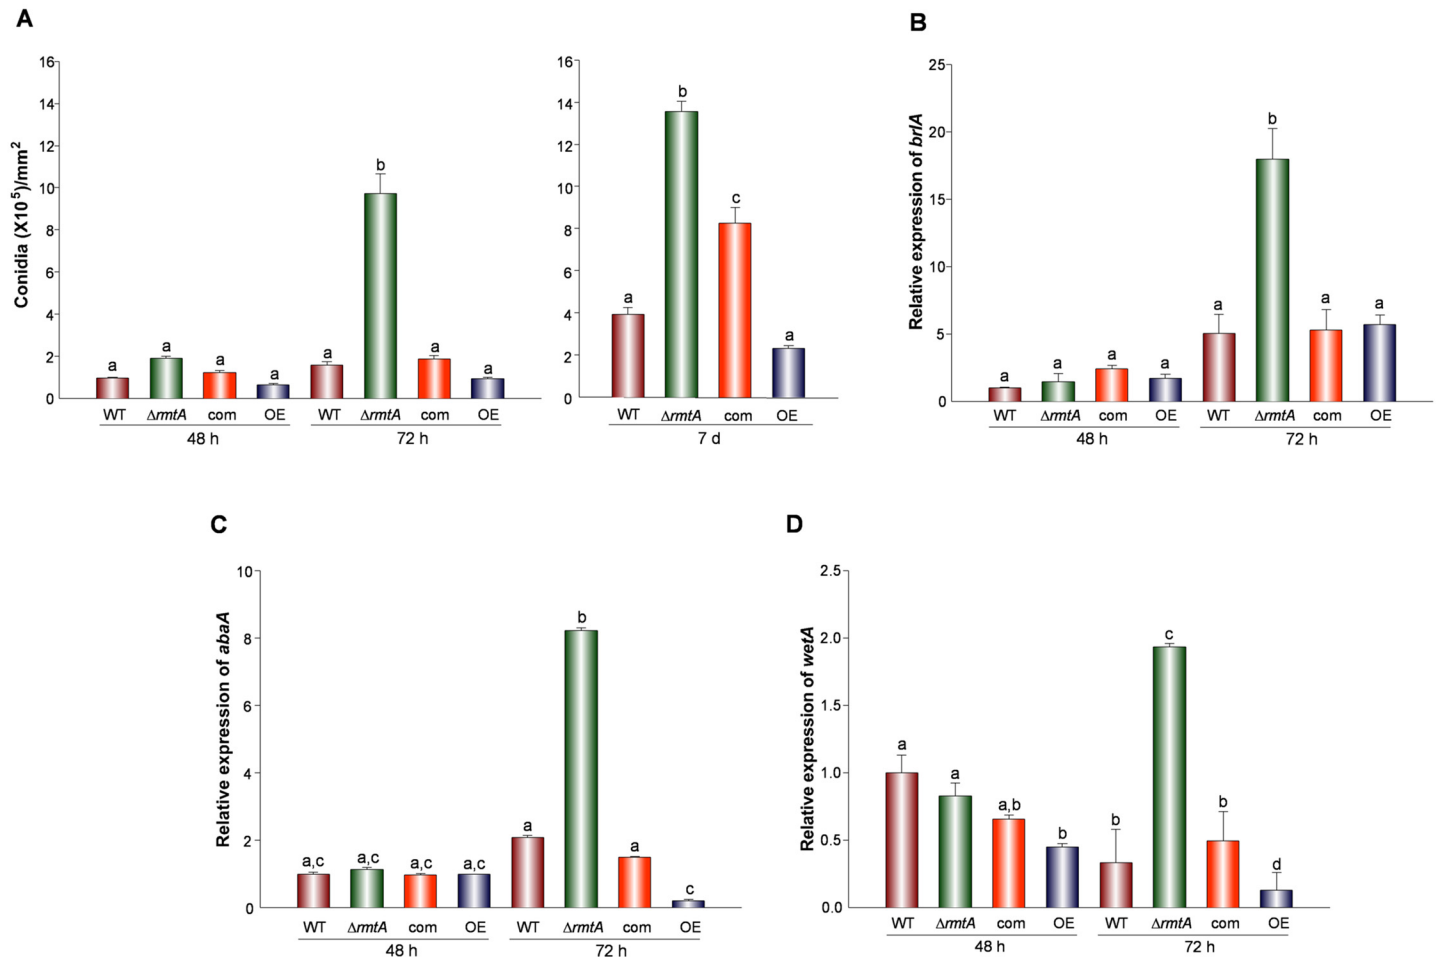 A
Conidia (X10⁵)/mm²
16
14
12
10
8
6
4
2
0
a
a
a
a
a
b
a
a
WT
ΔrmtA
com
OE
WT
ΔrmtA
com
OE
48 h
72 h
16
14
12
10
8
6
4
2
0
a
b
c
a
WT
ΔrmtA
com
OE
7 d
B
Relative expression of brlA
25
20
15
10
5
0
a
a
a
a
a
b
a
a
WT
ΔrmtA
com
OE
WT
ΔrmtA
com
OE
48 h
72 h
C
Relative expression of abaA
10
8
6
4
2
0
a,c
a,c
a,c
a,c
a
b
a
c
WT
ΔrmtA
com
OE
WT
ΔrmtA
com
OE
48 h
72 h
D
Relative expression of wetA
2.5
2.0
1.5
1.0
0.5
0.0
a
a
a,b
b
b
c
b
d
WT
ΔrmtA
com
OE
WT
ΔrmtA
com
OE
48 h
72 h